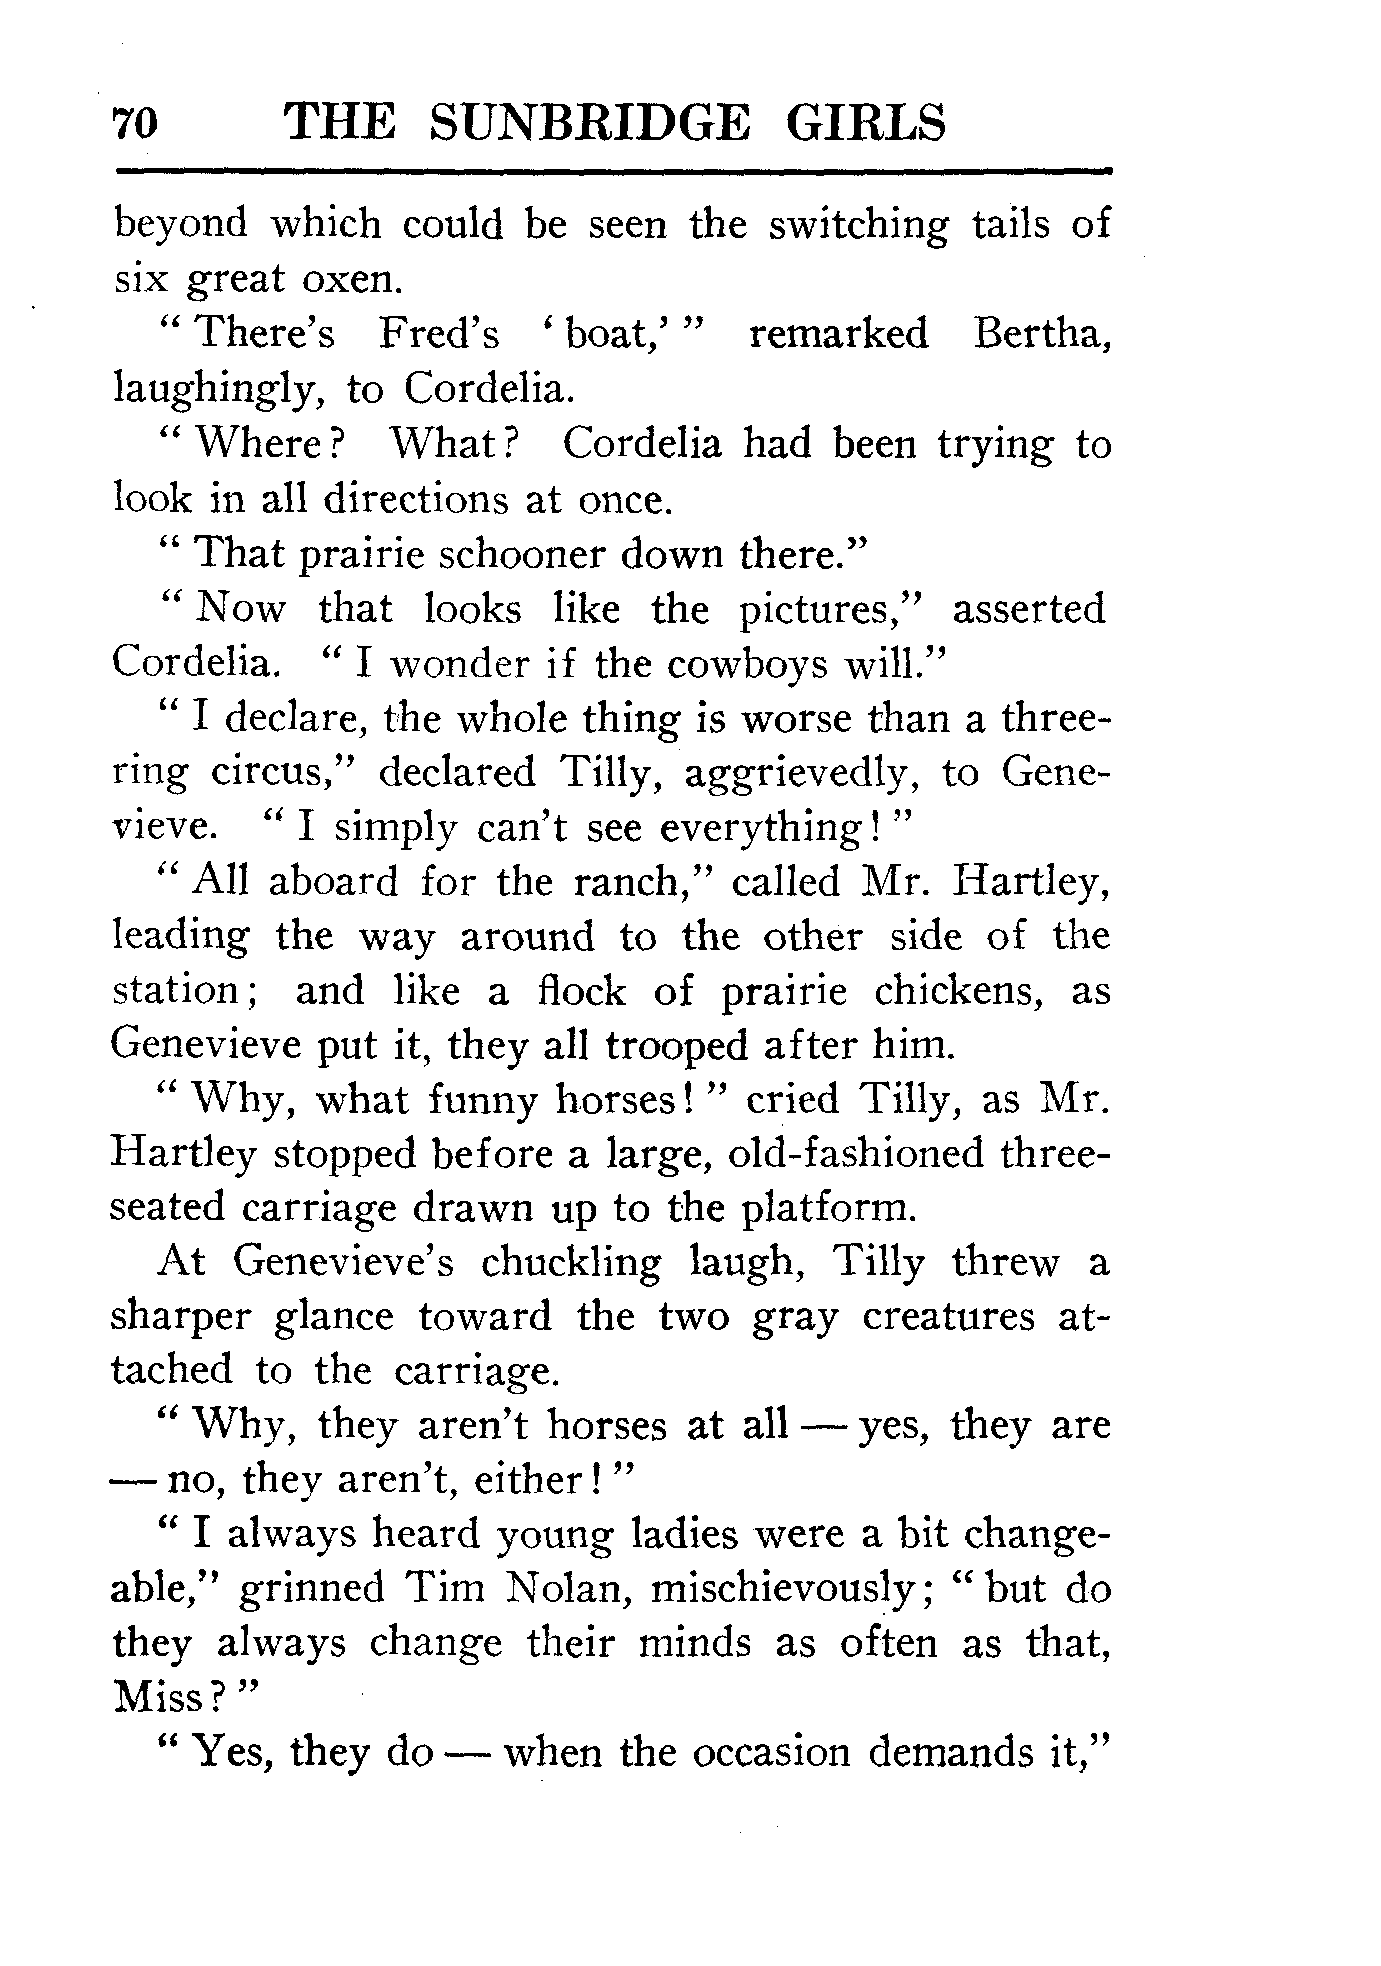 70 THE SUNBRIDGE GIRLS
beyond which could be seen the switching tails of
six great oxen.
“ There’s Fred’s ‘ boat,’ ” remarked Bertha,
laughingly, to Cordelia.
“ Where? What? Cordelia had been trying to
look in all directions at once.
“ That prairie schooner down there.”
“ Now that looks like the pictures,” asserted
Cordelia. “ I wonder if the cowboys will.”
“ I declare, the whole thing is worse than a three-
ring circus,” declared Tilly, aggrievedly, to Gene-
vieve. “ I simply can’t see everything! ”
“ All aboard for the ranch,” called Mr. Hartley,
leading the way around to the other side of the
station; and like a flock of prairie chickens, as
Genevieve put it, they all trooped after him.
“ Why, what funny horses! ” cried Tilly, as Mr.
Hartley stopped before a large, old-fashioned three-
seated carriage drawn up to the platform.
At Genevieve’s chuckling laugh, Tilly threw a
sharper glance toward the two gray creatures at-
tached to the carriage.
“ Why, they aren’t horses at all — yes, they are
— no, they aren’t, either! ”
“ I always heard young ladies were a bit change-
able,” grinned Tim Nolan, mischievously; “ but do
they always change their minds as often as that,
Miss? ”
“ Yes, they do — when the occasion demands it,”